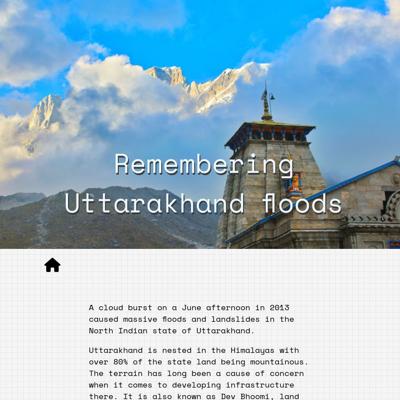 Remembering
Uttarakhand floods
A cloud burst on a June afternoon in 2013
caused massive floods and landslides in the
North Indian state of Uttarakhand.
Uttarakhand is nested in the Himalayas with
over 80% of the state land being mountainous.
The terrain has long been a cause of concern
when it comes to developing infrastructure
there. It is also known as Dev Bhoomi, land